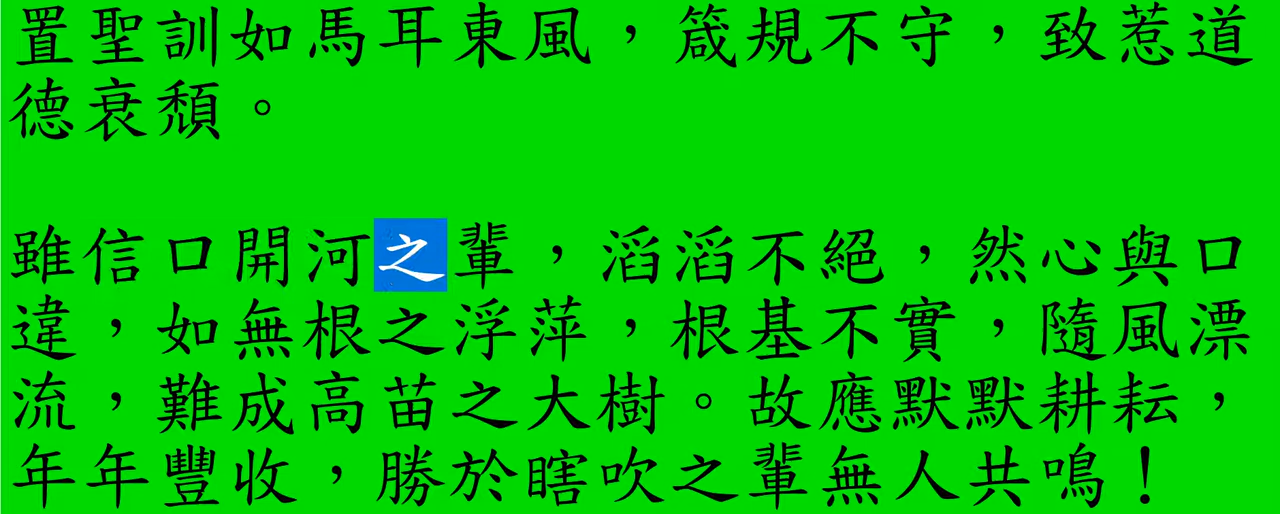 置聖訓如馬耳東風，箴規不守，致惹道
德衰頹。
雖信口開河之輩，滔滔不絕，然心與口
違，如無根之浮萍，根基不實，隨風漂
流，難成高苗之大樹。故應默默耕耘，
年年豐收，勝於瞎吹之輩無人共鳴！